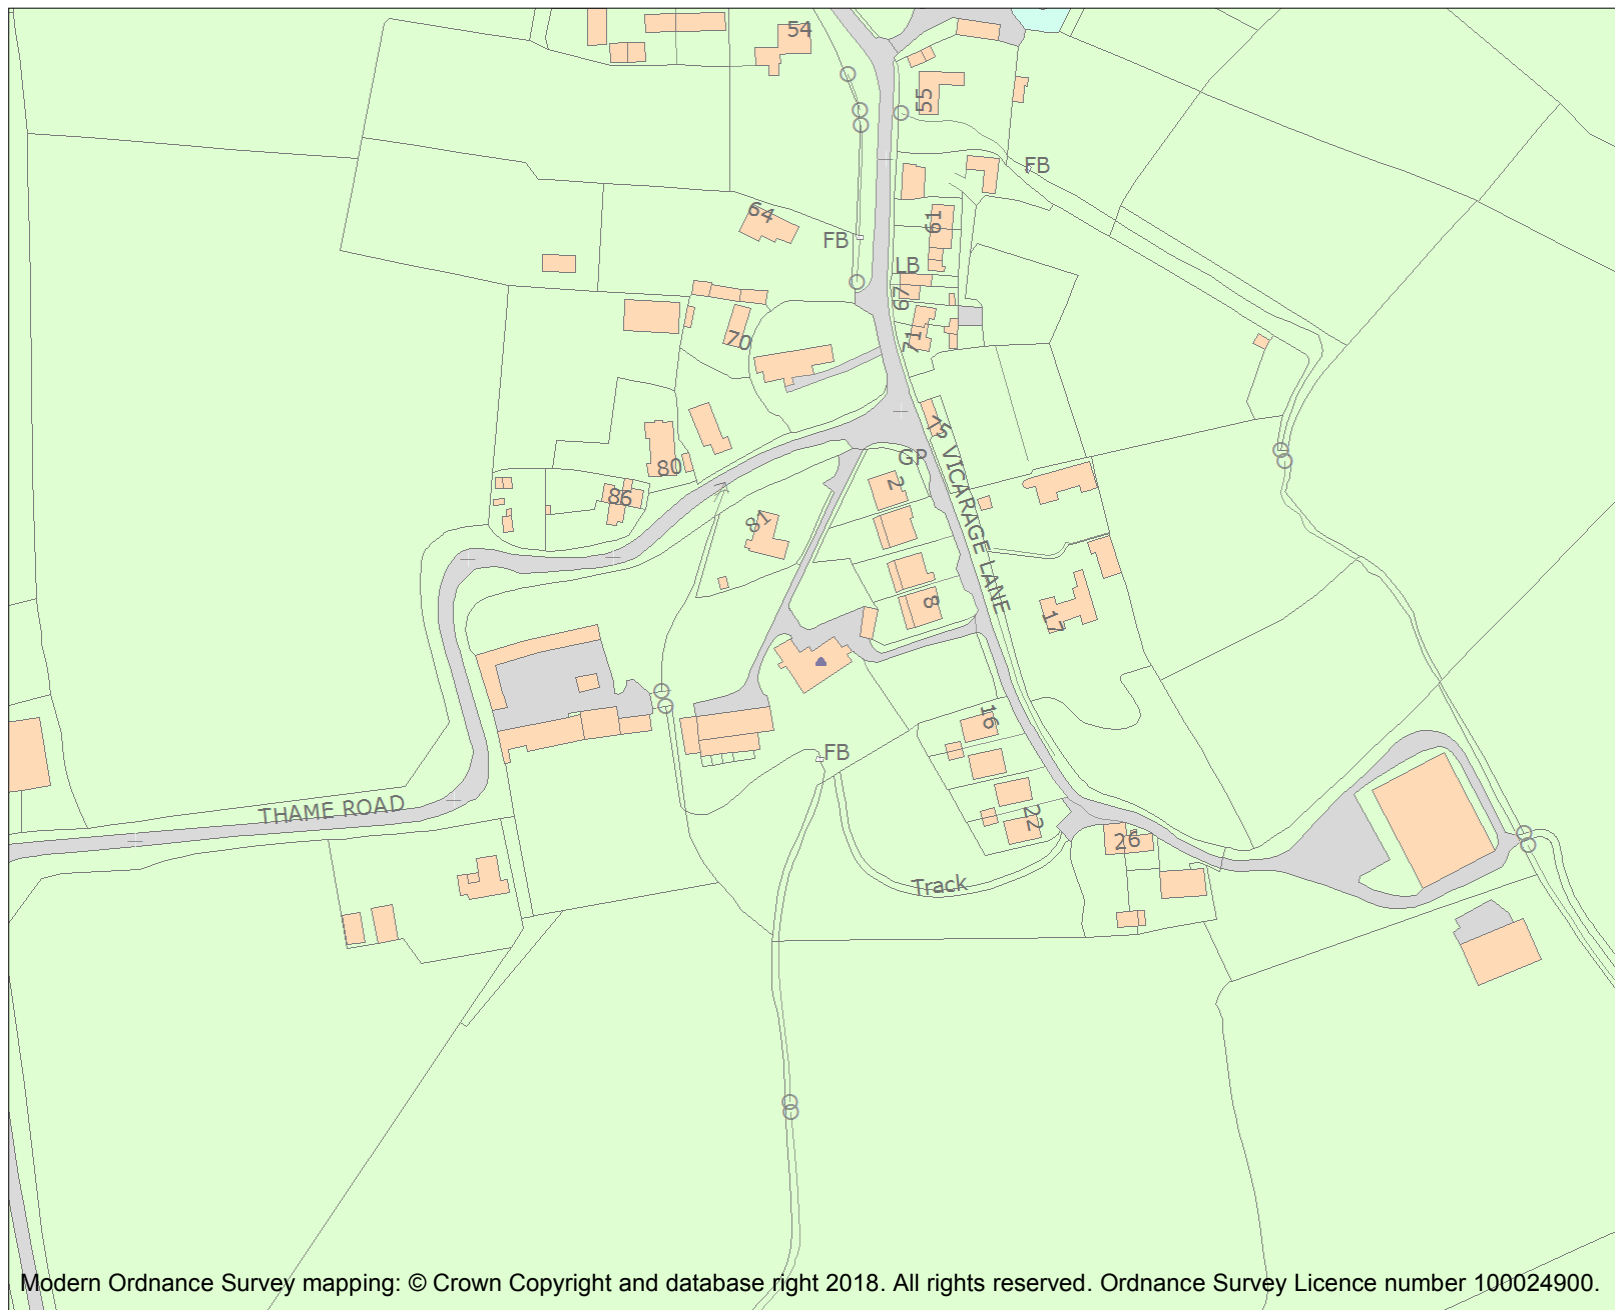 54
55
FB
64
61
FB
LB
67
70
71
75
GP
VICARAGE LANE
80
2
86
81
8
17
16
FB
THAME ROAD
22
26
Track
Modern Ordnance Survey mapping: © Crown Copyright and database right 2018. All rights reserved. Ordnance Survey Licence number 100024900.